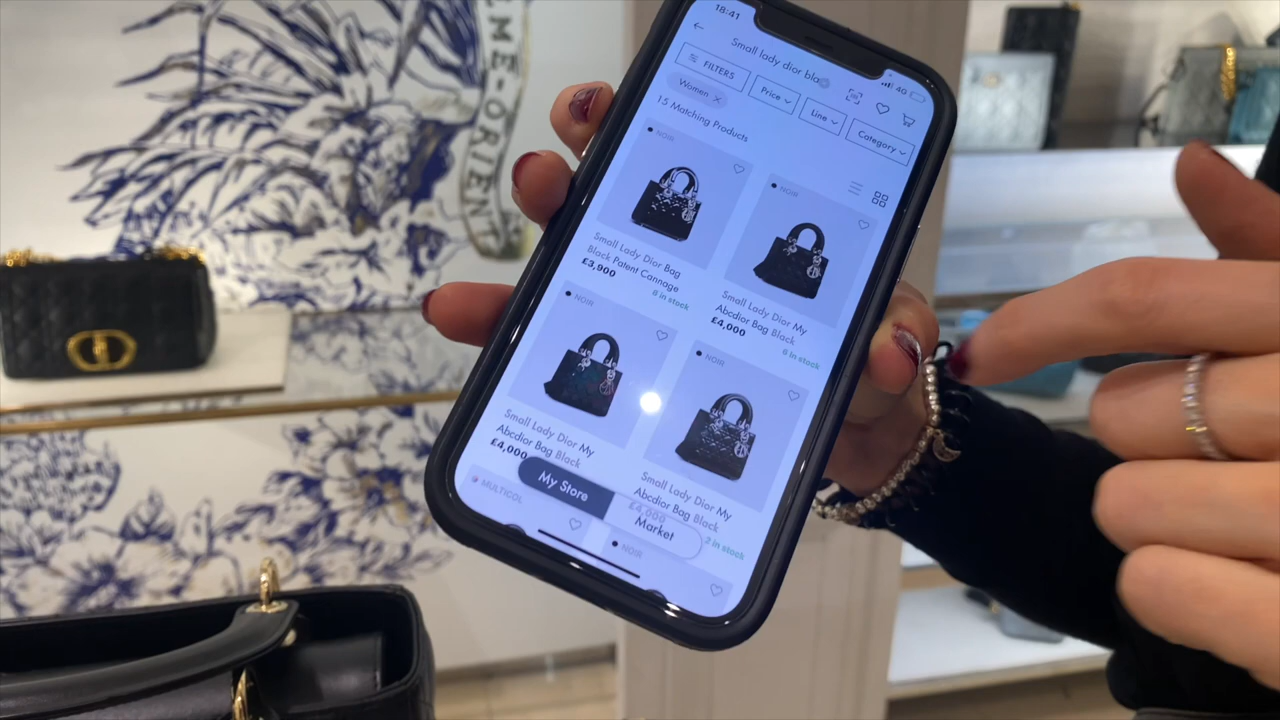 18:41
4G
Small lady dior bla
FILTERS
Price
Line
Category
Women ×
15 Matching Products
NOIR
Small Lady Dior Bag
Black Patent Cannage
£3,900
8 in stock
NOIR
Small Lady Dior My
Abcdior Bag Black
£4,000
6 in stock
NOIR
Small Lady Dior My
Abcdior Bag Black
£4,000
NOIR
Small Lady Dior My
Abcdior Bag Black
£4,000
2 in stock
MULTICOL
NOIR
My Store
Market
ME-ORIENT